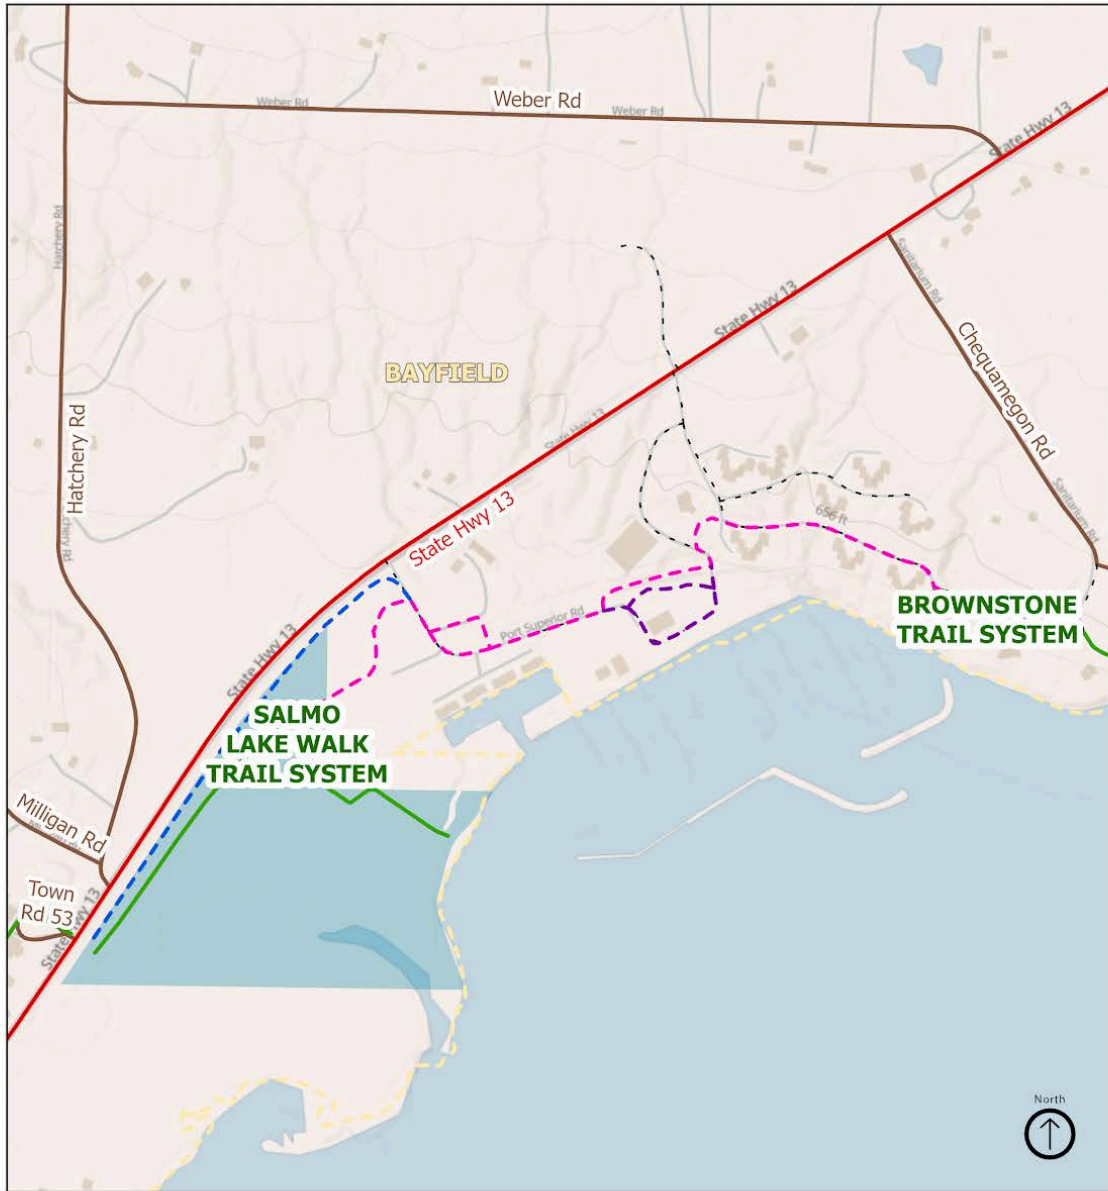 Weber Rd
Weber Rd
Weber Rd
State Hwy 13
Hatchery Rd
Sanitarium Rd
State Hwy 13
Chequamegon Rd
BAYFIELD
Hatchery Rd
State Hwy 13
Sanitarium Rd
State Hwy 13
656 ft
BROWNSTONE
TRAIL SYSTEM
Port Superior Rd
State Hwy 13
SALMO
LAKE WALK
TRAIL SYSTEM
Milligan Rd
Town
Rd 53
State Hwy 13
North